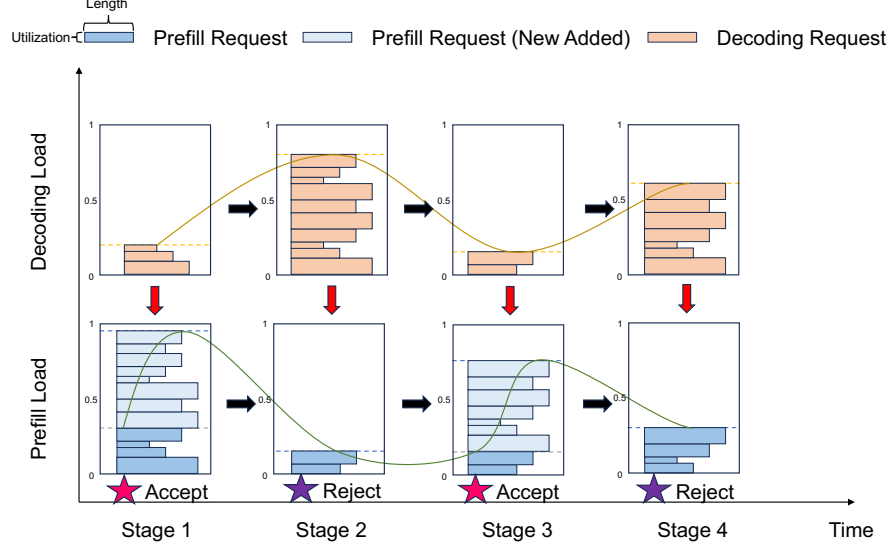 Length
Utilization
Prefill Request
Prefill Request (New Added)
Decoding Request
Decoding Load
1
0.5
0
1
0.5
0
1
0.5
0
1
0.5
0
Prefill Load
1
0.5
0
1
0.5
0
1
0.5
0
1
0.5
0
Accept
Reject
Accept
Reject
Stage 1
Stage 2
Stage 3
Stage 4
Time